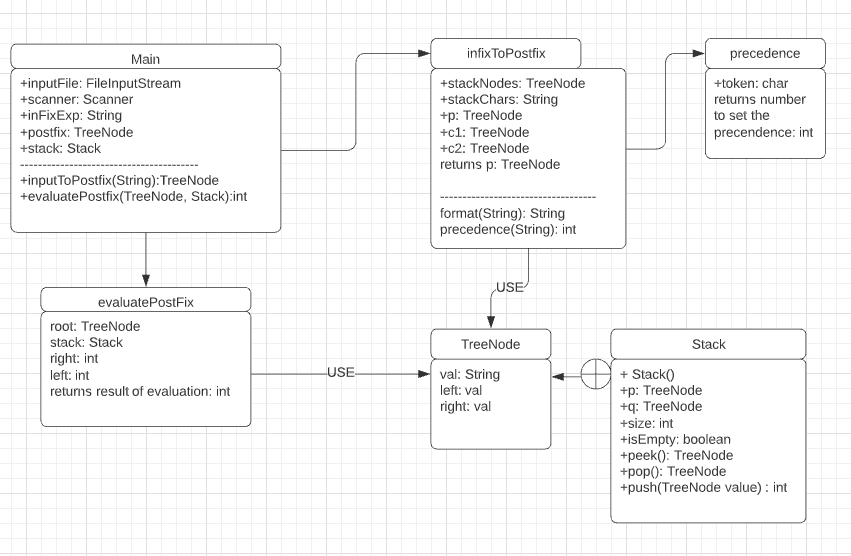 Main
+inputFile: FileInputStream
+scanner: Scanner
+inFixExp: String
+postfix: TreeNode
+stack: Stack
----------------------------------------
+inputToPostfix(String):TreeNode
+evaluatePostfix(TreeNode, Stack):int
infixToPostfix
+stackNodes: TreeNode
+stackChars: String
+p: TreeNode
+c1: TreeNode
+c2: TreeNode
returns p: TreeNode
-----------------------------------
format(String): String
precedence(String): int
precedence
+token: char
returns number
to set the
precendence: int
evaluatePostFix
root: TreeNode
stack: Stack
right: int
left: int
returns result of evaluation: int
USE
USE
TreeNode
val: String
left: val
right: val
Stack
+ Stack()
+p: TreeNode
+q: TreeNode
+size: int
+isEmpty: boolean
+peek(): TreeNode
+pop(): TreeNode
+push(TreeNode value) : int